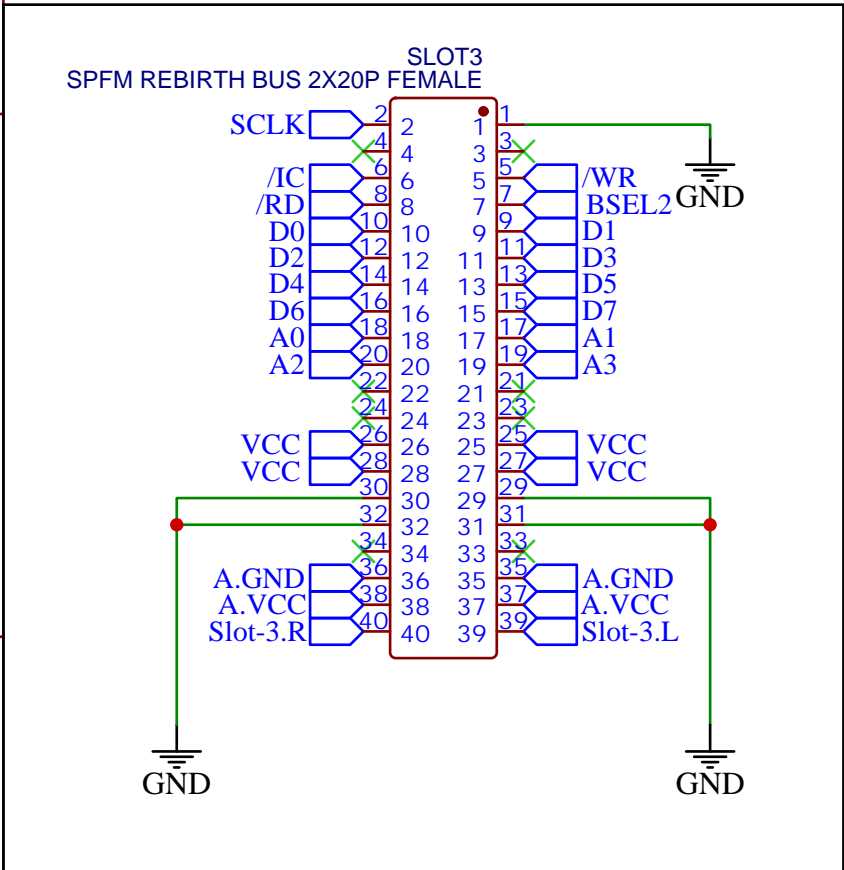 SLOT3
SPFM REBIRTH BUS 2X20P FEMALE
SCLK 2 2 1 1
4 4 3 3
/IC 6 6 5 5 /WR
/RD 8 8 7 7 BSEL2 GND
D0 10 10 9 9 D1
D2 12 12 11 11 D3
D4 14 14 13 13 D5
D6 16 16 15 15 D7
A0 18 18 17 17 A1
A2 20 20 19 19 A3
22 22 21 21
24 24 23 23
VCC 26 26 25 25 VCC
VCC 28 28 27 27 VCC
30 30 29 29
32 32 31 31
34 34 33 33
A.GND 36 36 35 35 A.GND
A.VCC 38 38 37 37 A.VCC
Slot-3.R 40 40 39 39 Slot-3.L
GND GND